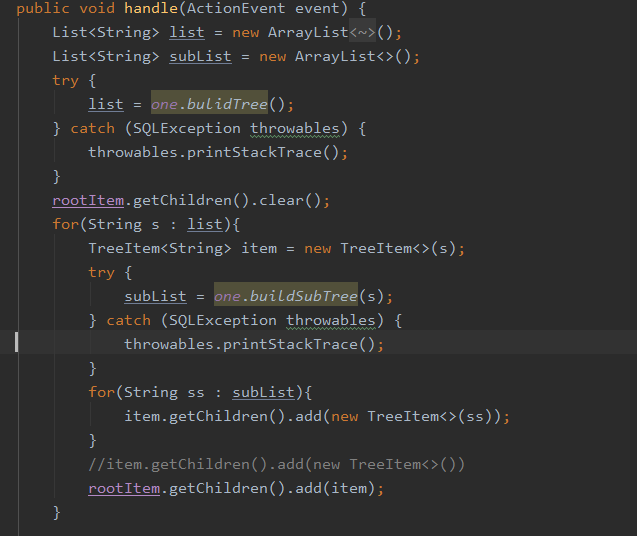 public void handle(ActionEvent event) {
List<String> list = new ArrayList<~>();
List<String> subList = new ArrayList<>();
try {
list = one.bulidTree();
} catch (SQLException throwables) {
throwables.printStackTrace();
}
rootItem.getChildren().clear();
for(String s : list){
TreeItem<String> item = new TreeItem<>(s);
try {
subList = one.buildSubTree(s);
} catch (SQLException throwables) {
throwables.printStackTrace();
}
for(String ss : subList){
item.getChildren().add(new TreeItem<>(ss));
}
//item.getChildren().add(new TreeItem<>())
rootItem.getChildren().add(item);
}